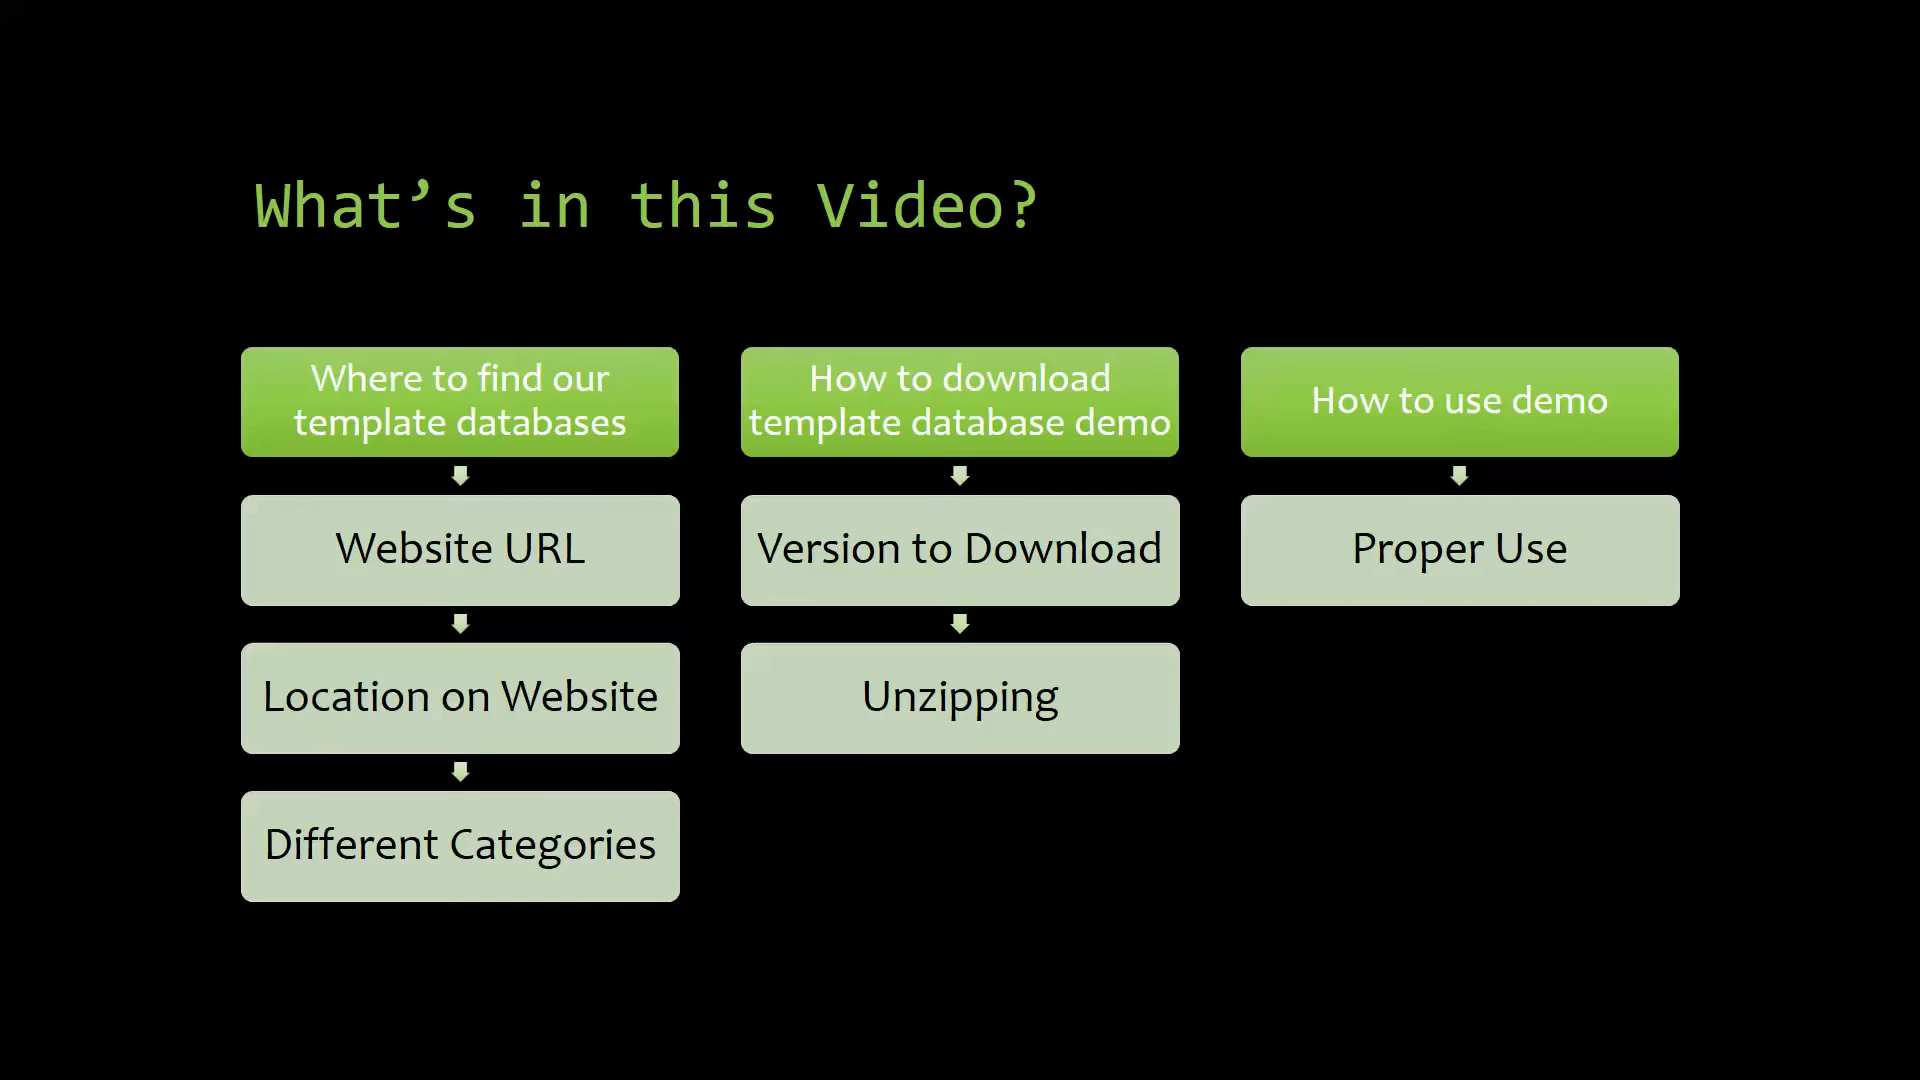 What’s in this Video?
Where to find our
template databases
Website URL
Location on Website
Different Categories
How to download
template database demo
Version to Download
Unzipping
How to use demo
Proper Use